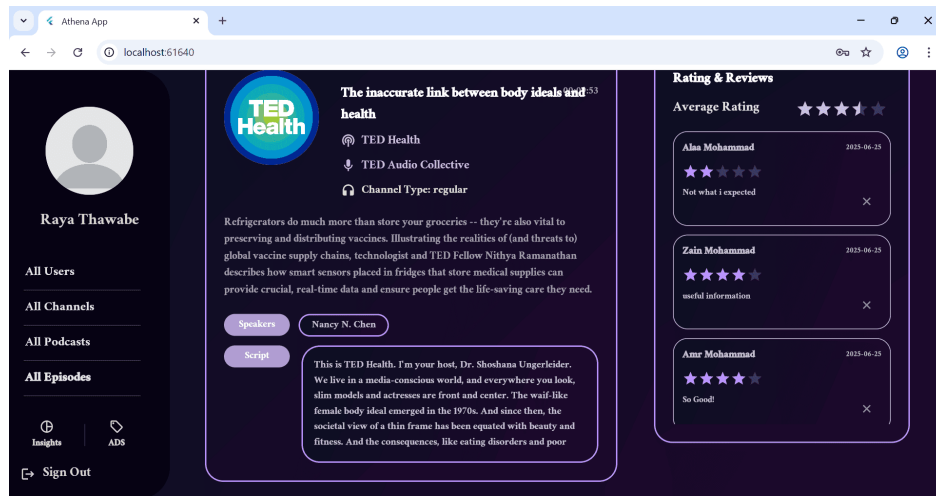 Athena App
localhost:61640
Raya Thawabe
All Users
All Channels
All Podcasts
All Episodes
Insights
ADS
Sign Out
TED
Health
The inaccurate link between body ideals and
health
TED Health
TED Audio Collective
Channel Type: regular
Refrigerators do much more than store your groceries -- they're also vital to
preserving and distributing vaccines. Illustrating the realities of (and threats to)
global vaccine supply chains, technologist and TED Fellow Nithya Ramanathan
describes how smart sensors placed in fridges that store medical supplies can
provide crucial, real-time data and ensure people get the life-saving care they need.
Speakers
Nancy N. Chen
Script
This is TED Health. I'm your host, Dr. Shoshana Ungerleider.
We live in a media-conscious world, and everywhere you look,
slim models and actresses are front and center. The waif-like
female body ideal emerged in the 1970s. And since then, the
societal view of a thin frame has been equated with beauty and
fitness. And the consequences, like eating disorders and poor
Rating & Reviews
Average Rating
Alaa Mohammad
2025-06-25
Not what i expected
Zain Mohammad
2025-06-25
useful information
Amr Mohammad
2025-06-25
So Good!